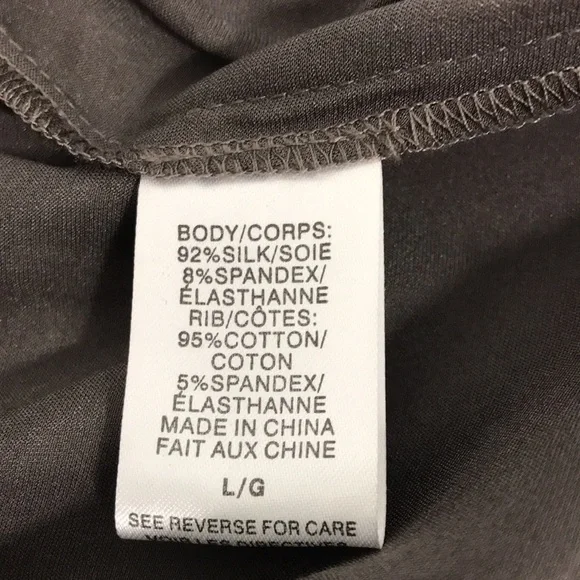 BODY/CORPS:
92%SILK/SOIE
8%SPANDEX/
ÉLASTHANNE
RIB/CÔTES:
95%COTTON/
COTON
5%SPANDEX/
ÉLASTHANNE
MADE IN CHINA
FAIT AUX CHINE
L/G
SEE REVERSE FOR CARE